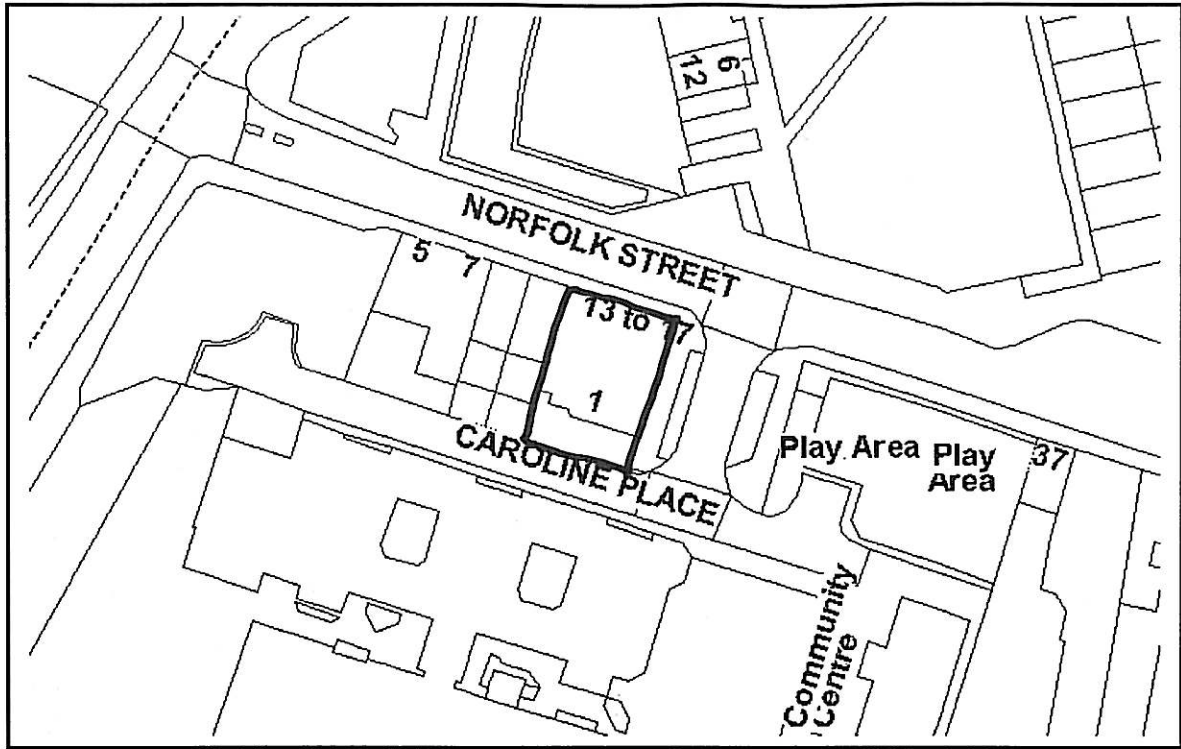 6
12
NORFOLK STREET
5 7
13 to 17
1
CAROLINE PLACE
Play Area
Play
Area
37
Community
Centre